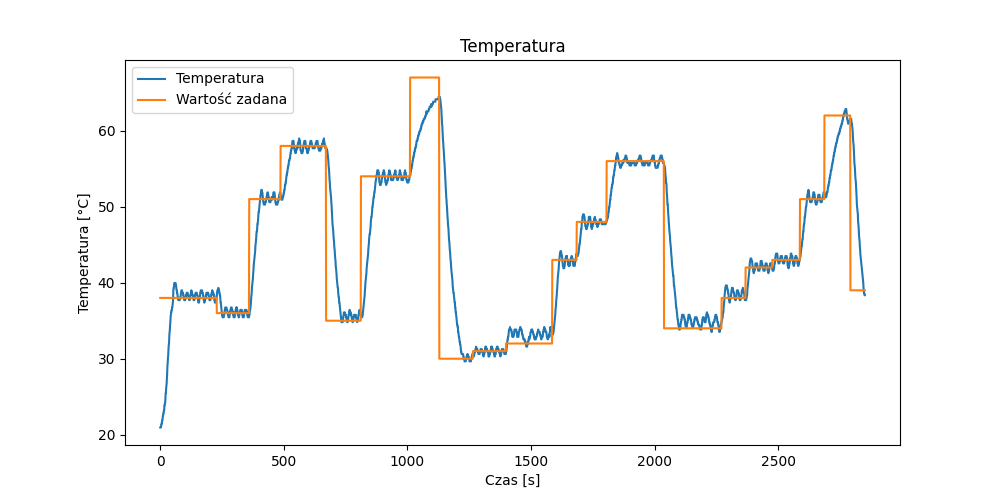 Temperatura
Temperatura
Wartość zadana
Temperatura [°C]
60
50
40
30
20
0
500
1000
1500
2000
2500
Czas [s]